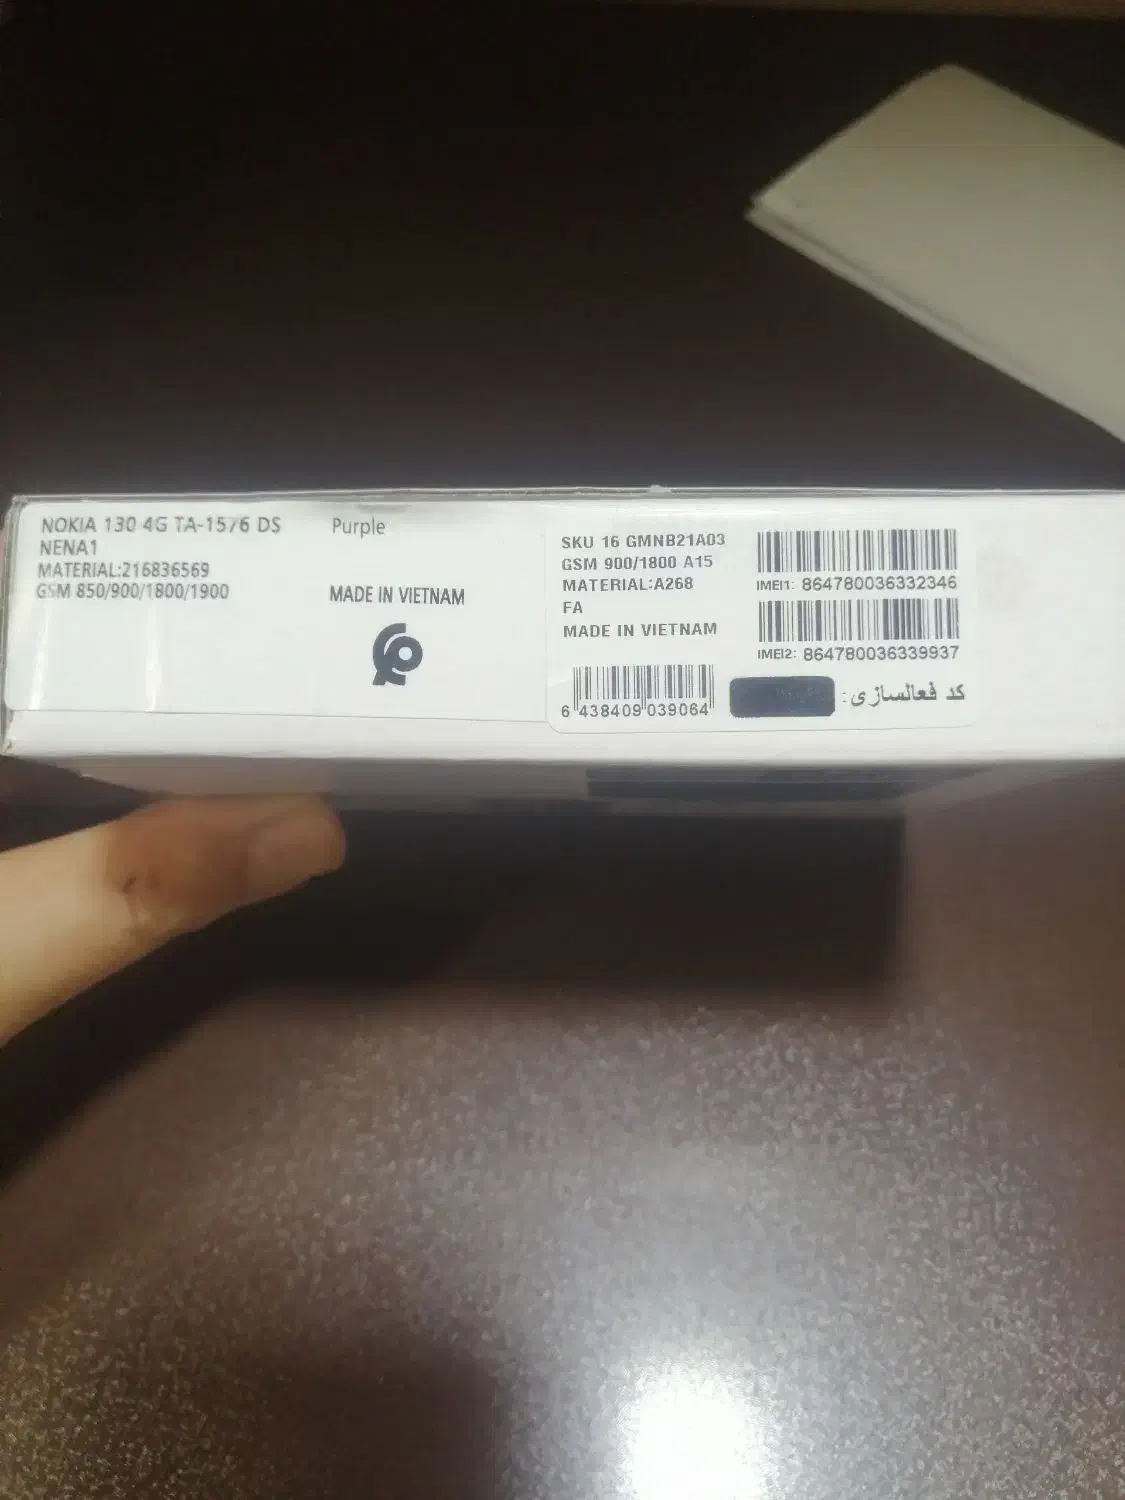 NOKIA 130 4G TA-1576 DS
NENA1
MATERIAL:216836569
GSM 850/900/1800/1900
Purple
MADE IN VIETNAM
SKU 16 GMNB21A03
GSM 900/1800 A15
MATERIAL:A268
FA
MADE IN VIETNAM
6 438409 039064
IMEI1: 864780036332346
IMEI2: 864780036339937
کد فعالسازی: